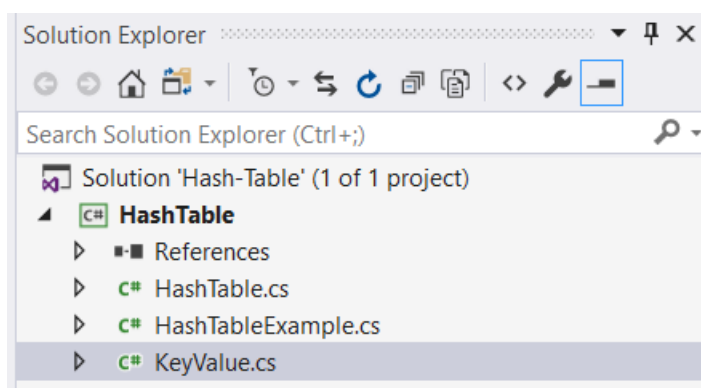 Solution Explorer
Search Solution Explorer (Ctrl+;)
Solution 'Hash-Table' (1 of 1 project)
C# HashTable
References
C# HashTable.cs
C# HashTableExample.cs
C# KeyValue.cs